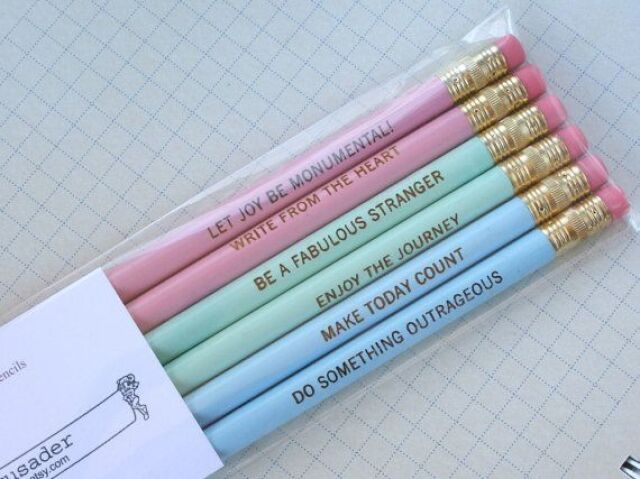 LET JOY BE MONUMENTAL!
WRITE FROM THE HEART
BE A FABULOUS STRANGER
ENJOY THE JOURNEY
MAKE TODAY COUNT
DO SOMETHING OUTRAGEOUS